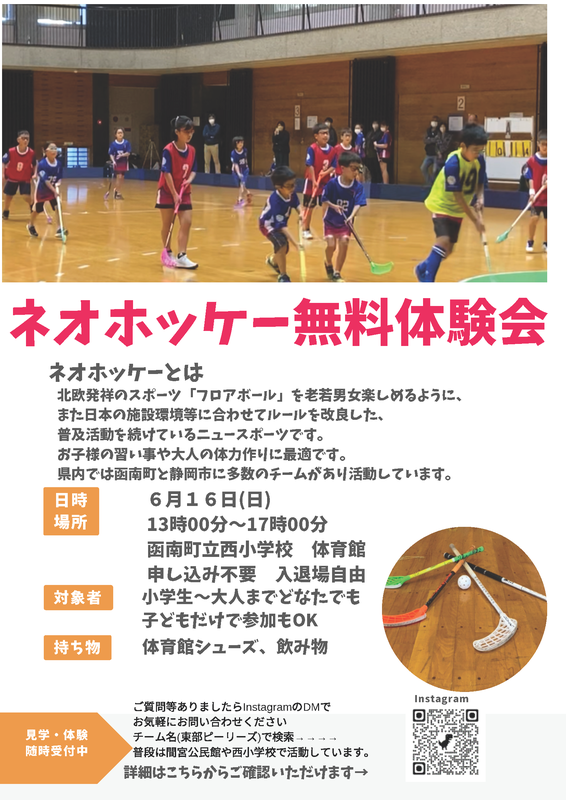 ネオホッケー無料体験会
ネオホッケーとは
北欧発祥のスポーツ「フロアボール」を老若男女楽しめるように、
また日本の施設環境等に合わせてルールを改良した、
普及活動を続けているニュースポーツです。
お子様の習い事や大人の体力作りに最適です。
県内では函南町と静岡市に多数のチームがあり活動しています。
日時
場所
６月１６日(日)
13時00分～17時00分
函南町立西小学校　体育館
申し込み不要　入退場自由
対象者
小学生～大人までどなたでも
子どもだけで参加もOK
持ち物
体育館シューズ、飲み物
見学・体験
随時受付中
ご質問等ありましたらInstagramのDMで
お気軽にお問い合わせください
チーム名(東部ピーリーズ)で検索→→→→
普段は間宮公民館や西小学校で活動しています。
詳細はこちらからご確認いただけます→
Instagram